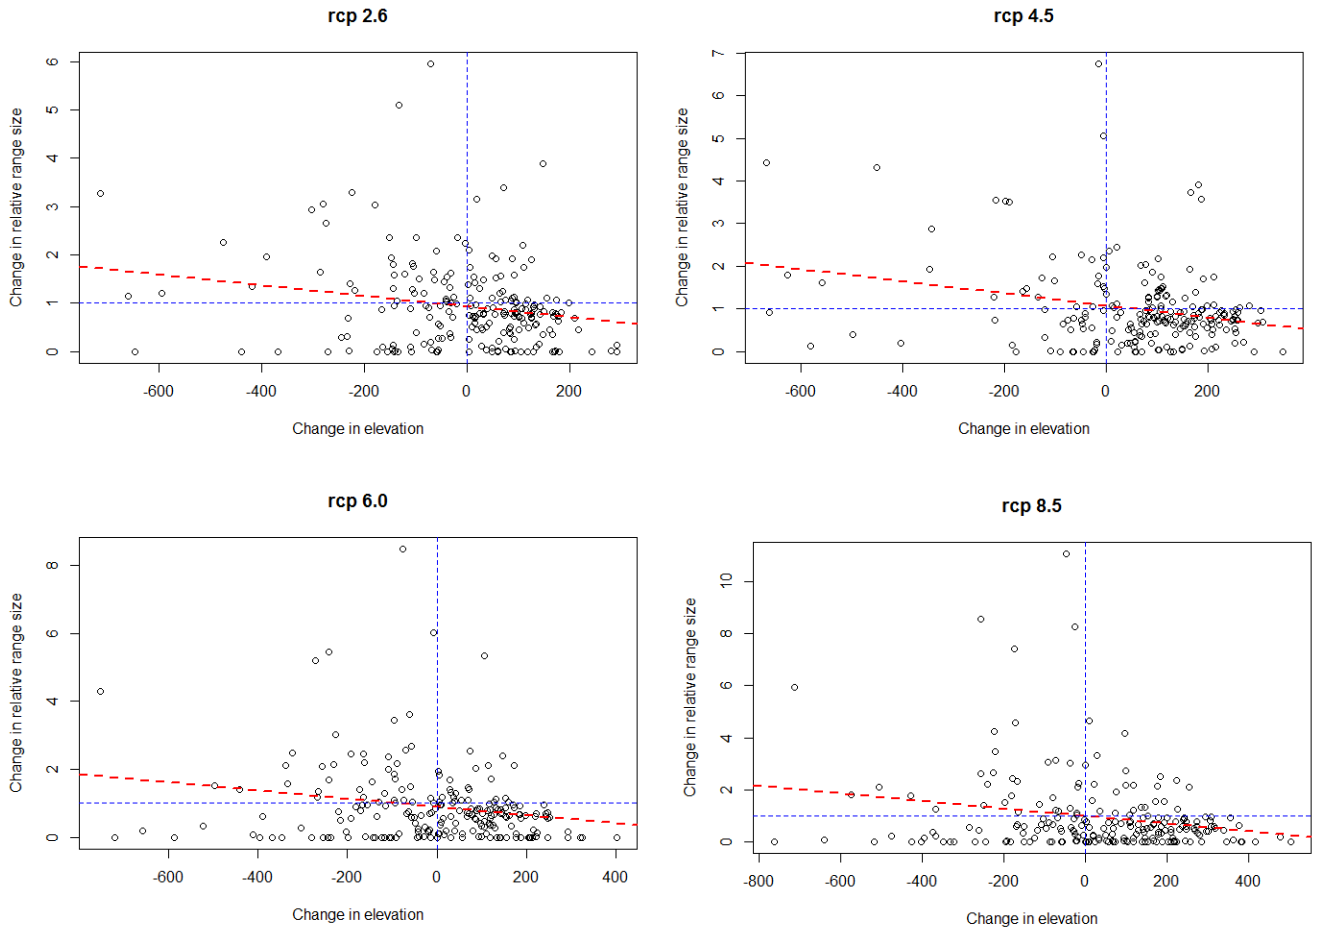 rcp 2.6
Change in relative range size
6
5
4
3
2
1
0
-600 -400 -200 0 200
Change in elevation
rcp 4.5
Change in relative range size
7
6
5
4
3
2
1
0
-600 -400 -200 0 200
Change in elevation
rcp 6.0
Change in relative range size
8
6
4
2
0
-600 -400 -200 0 200 400
Change in elevation
rcp 8.5
Change in relative range size
10
8
6
4
2
0
-800 -600 -400 -200 0 200 400
Change in elevation